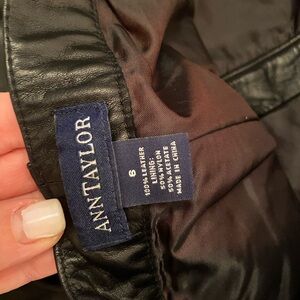 ANN TAYLOR
6
100% LEATHER
LINING:
50% NYLON
50% ACETATE
MADE IN CHINA